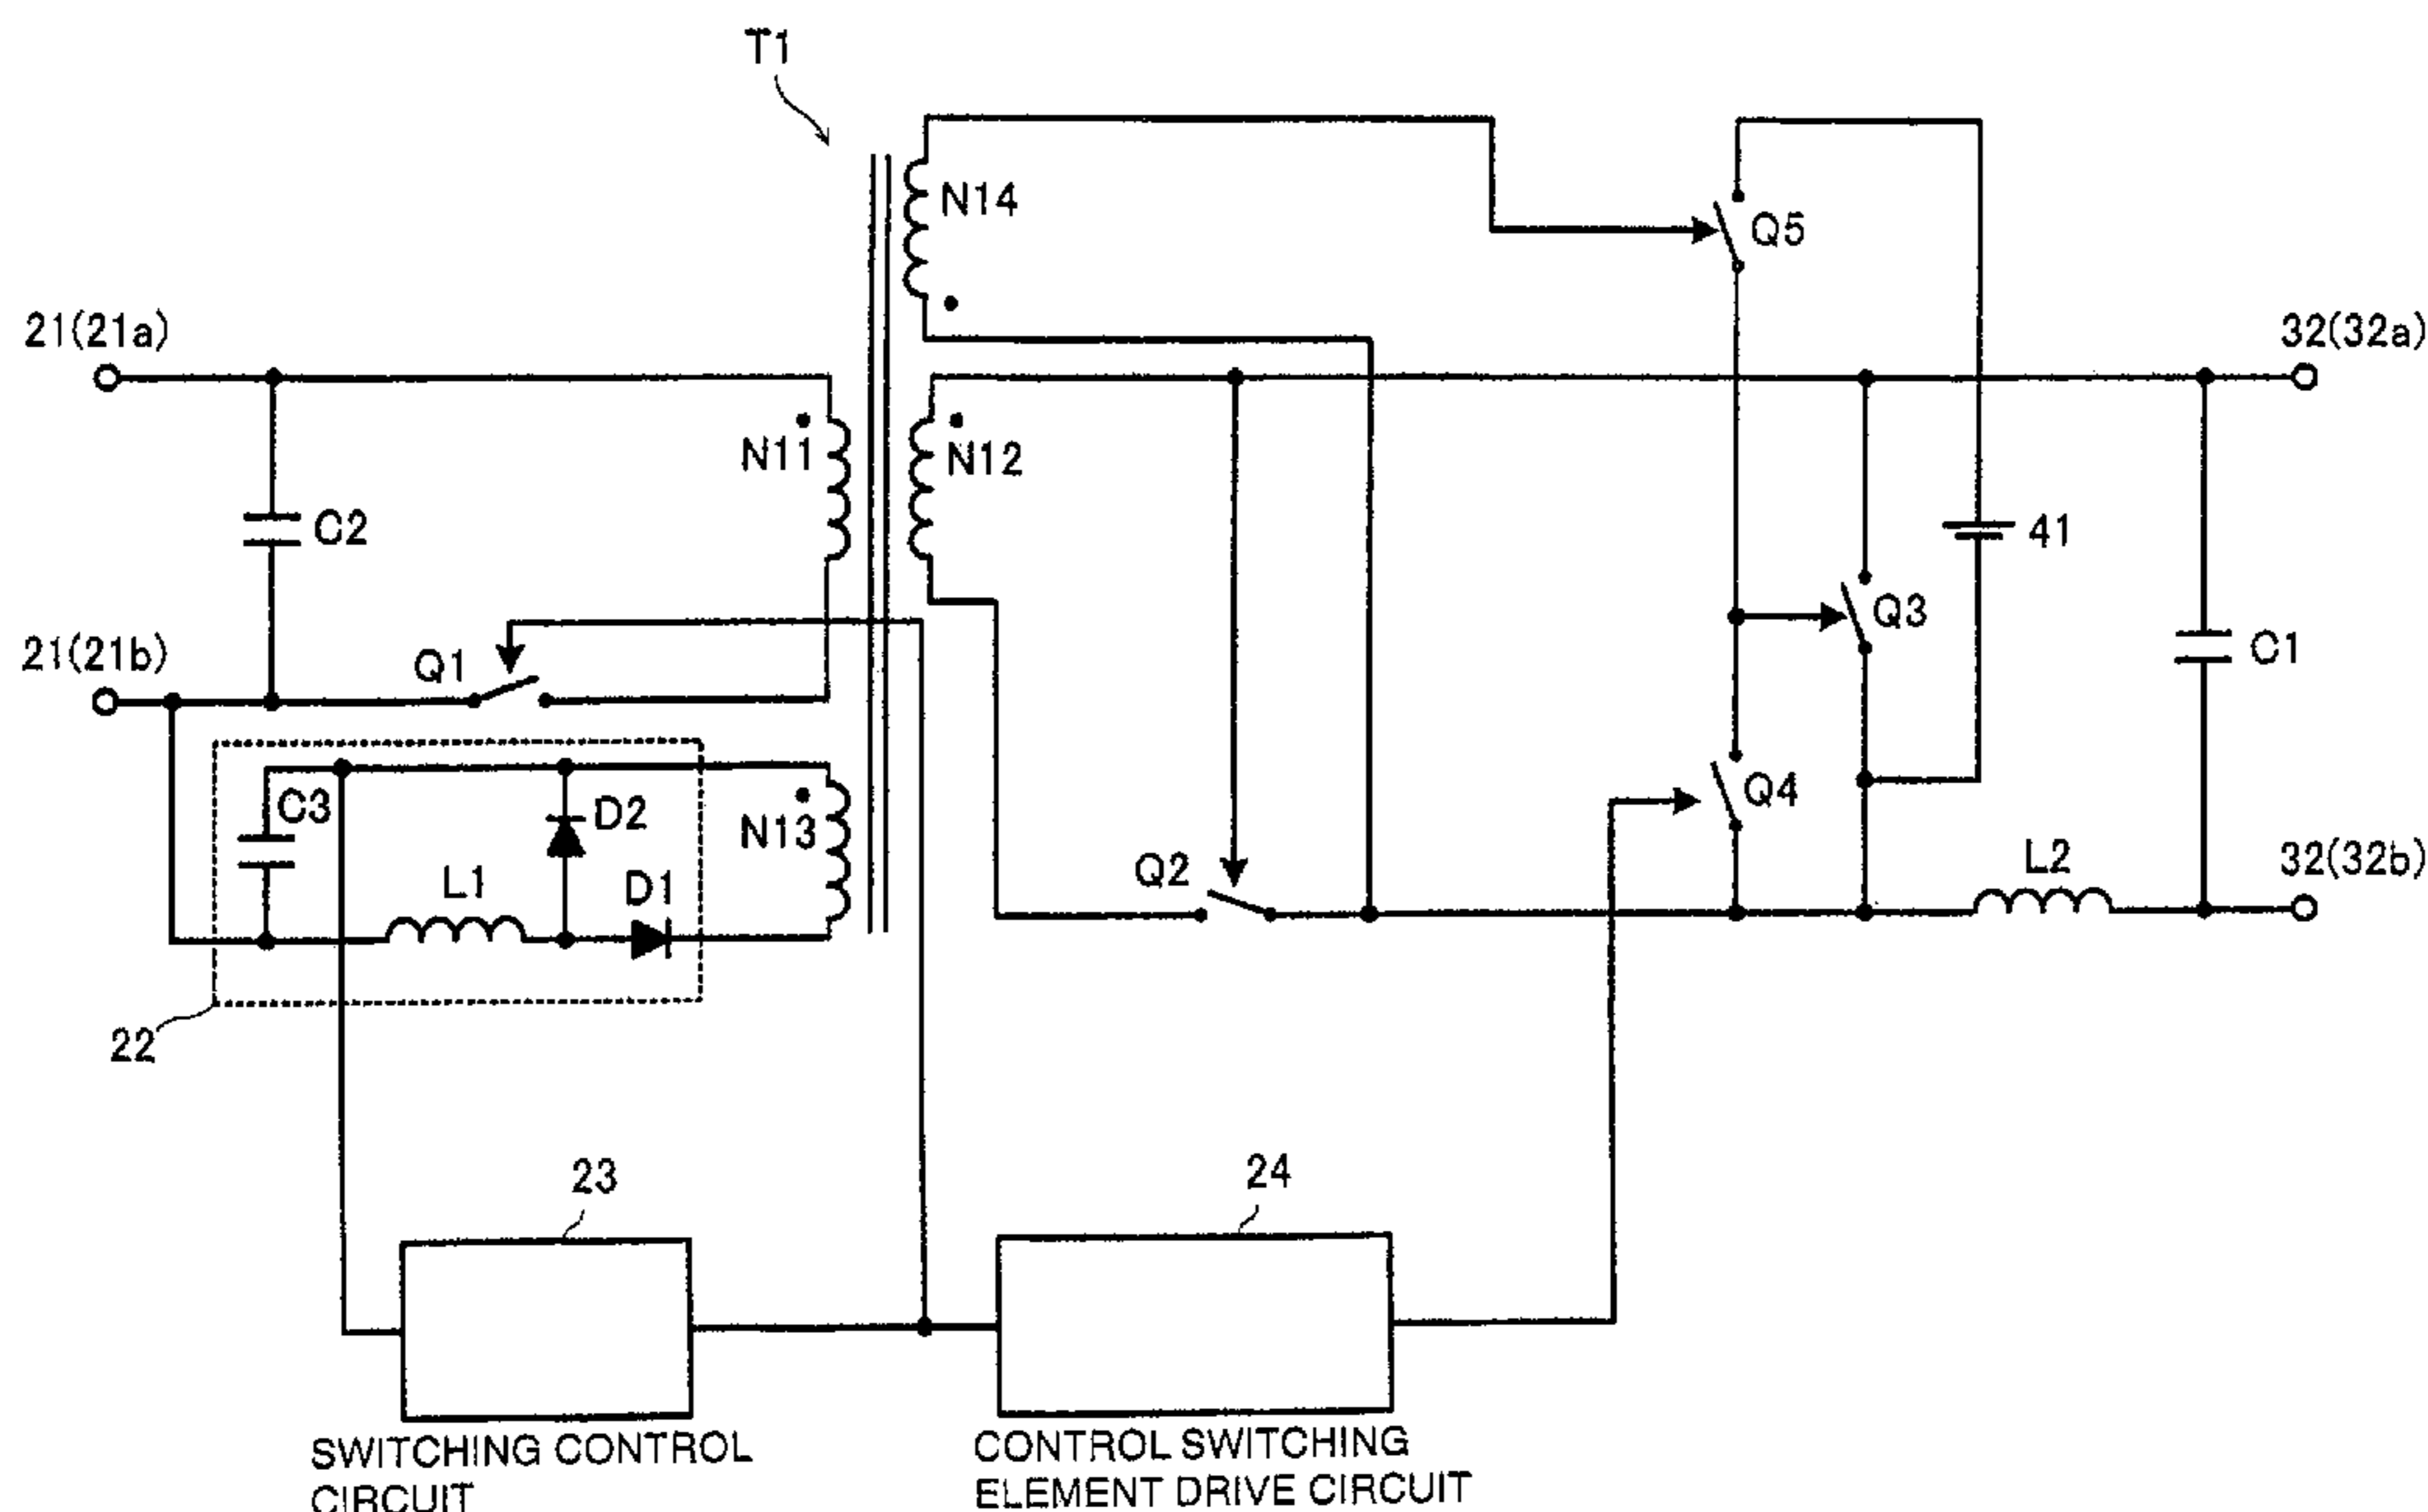 T1
N14
Q5
21(21a)
32(32a)
N11
N12
C2
41
Q3
C1
21(21b)
Q1
C3
D2
N13
Q4
L1
D1
Q2
L2
32(32b)
22
23
24
SWITCHING CONTROL
CIRCUIT
CONTROL SWITCHING
ELEMENT DRIVE CIRCUIT